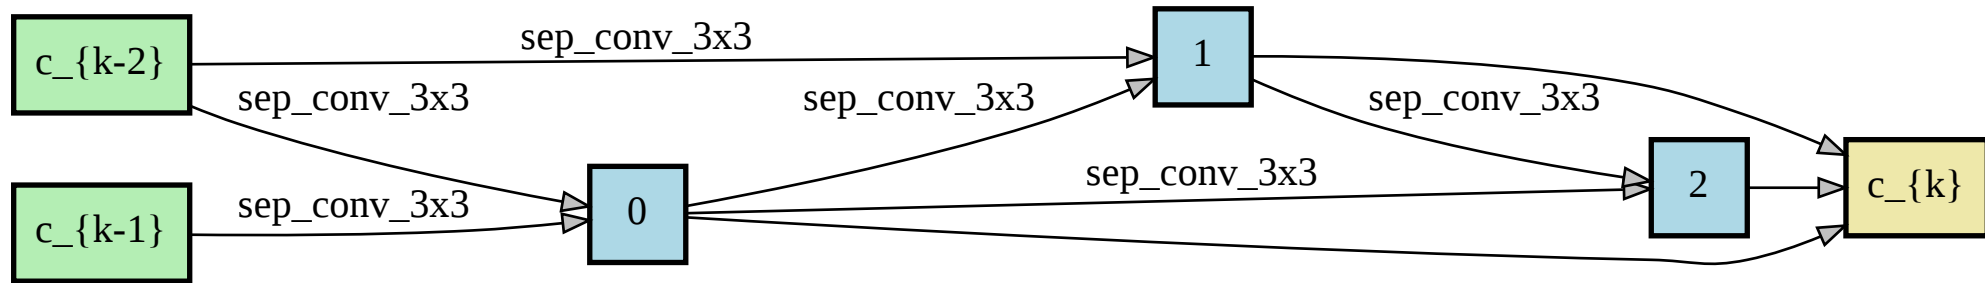 c_{k-2}
sep_conv_3x3
sep_conv_3x3
c_{k-1}
sep_conv_3x3
0
sep_conv_3x3
1
sep_conv_3x3
sep_conv_3x3
2
c_{k}